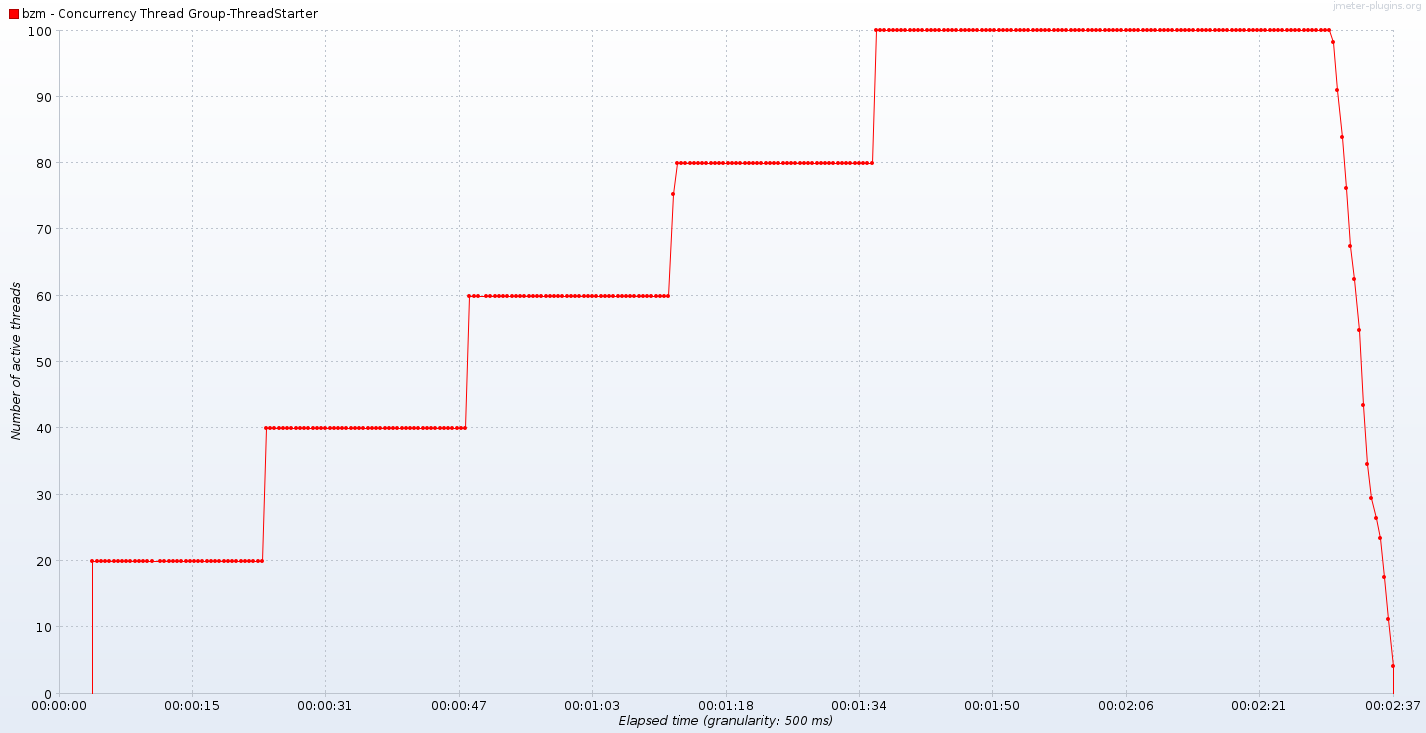 jmeter-plugins.org
bzm - Concurrency Thread Group-ThreadStarter
100
90
80
70
60
50
40
30
20
10
0
Number of active threads
00:00:00 00:00:15 00:00:31 00:00:47 00:01:03 00:01:18 00:01:34 00:01:50 00:02:06 00:02:21 00:02:37
Elapsed time (granularity: 500 ms)